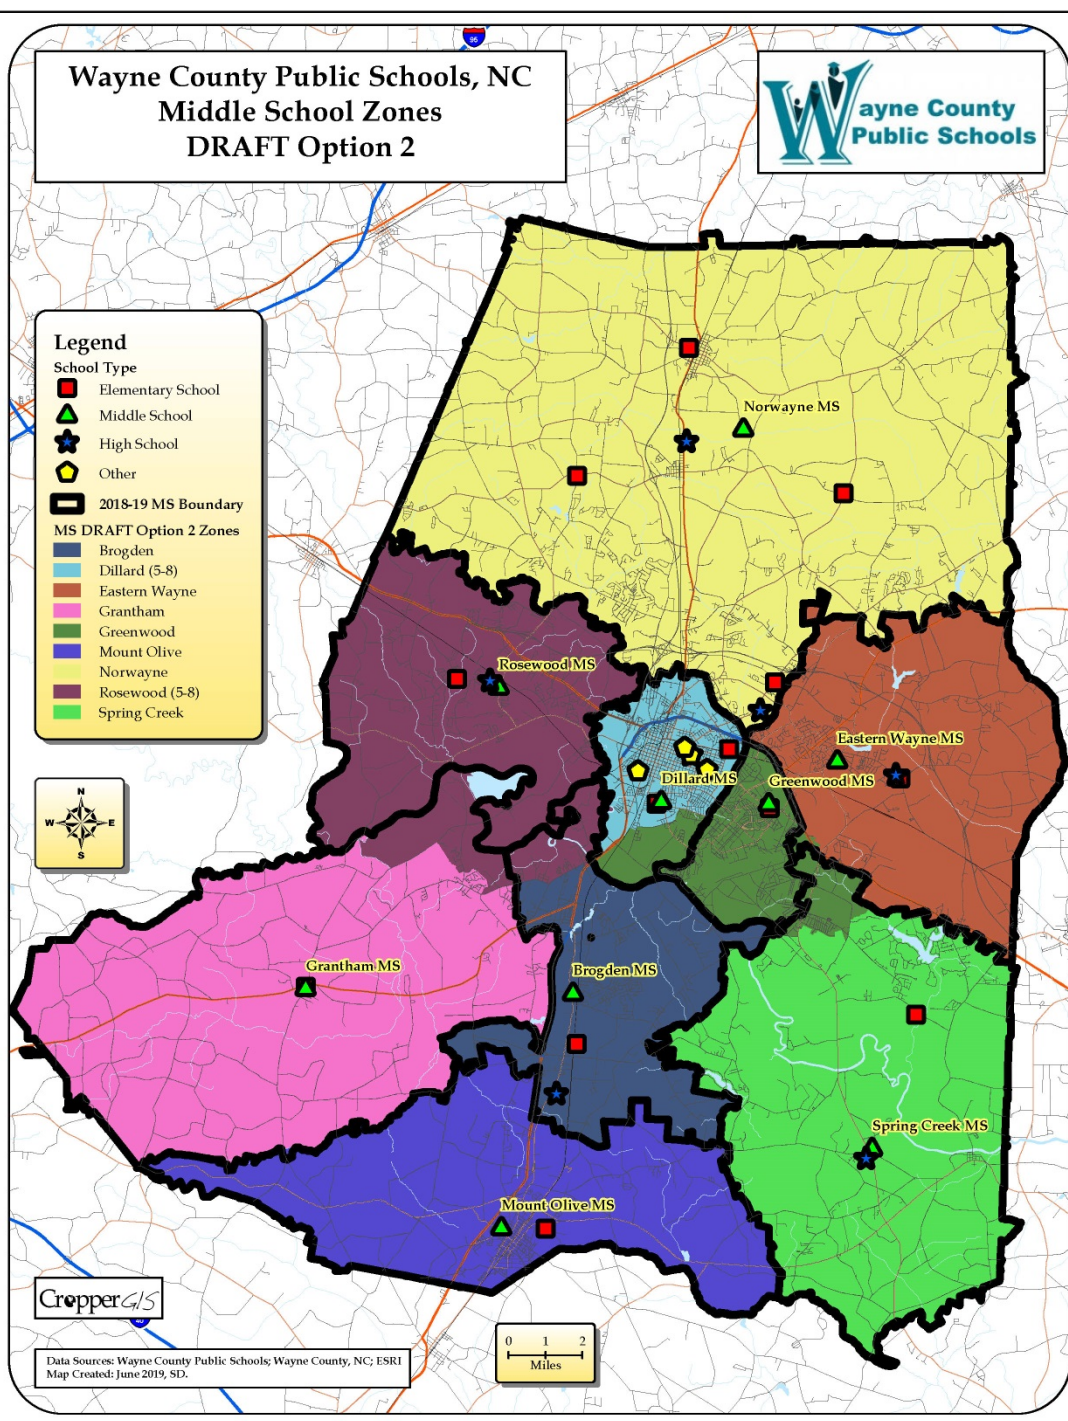 95
Wayne County Public Schools, NC
Middle School Zones
DRAFT Option 2
Wayne County
Public Schools
Legend
School Type
Elementary School
Middle School
High School
Other
2018-19 MS Boundary
MS DRAFT Option 2 Zones
Brogden
Dillard (5-8)
Eastern Wayne
Grantham
Greenwood
Mount Olive
Norwayne
Rosewood (5-8)
Spring Creek
Norwayne MS
Rosewood MS
Eastern Wayne MS
Dillard MS
Greenwood MS
N
W E
S
Grantham MS
Brogden MS
Spring Creek MS
Mount Olive MS
CropperGIS
40
0 1 2
Miles
Data Sources: Wayne County Public Schools; Wayne County, NC; ESRI
Map Created: June 2019, SD.